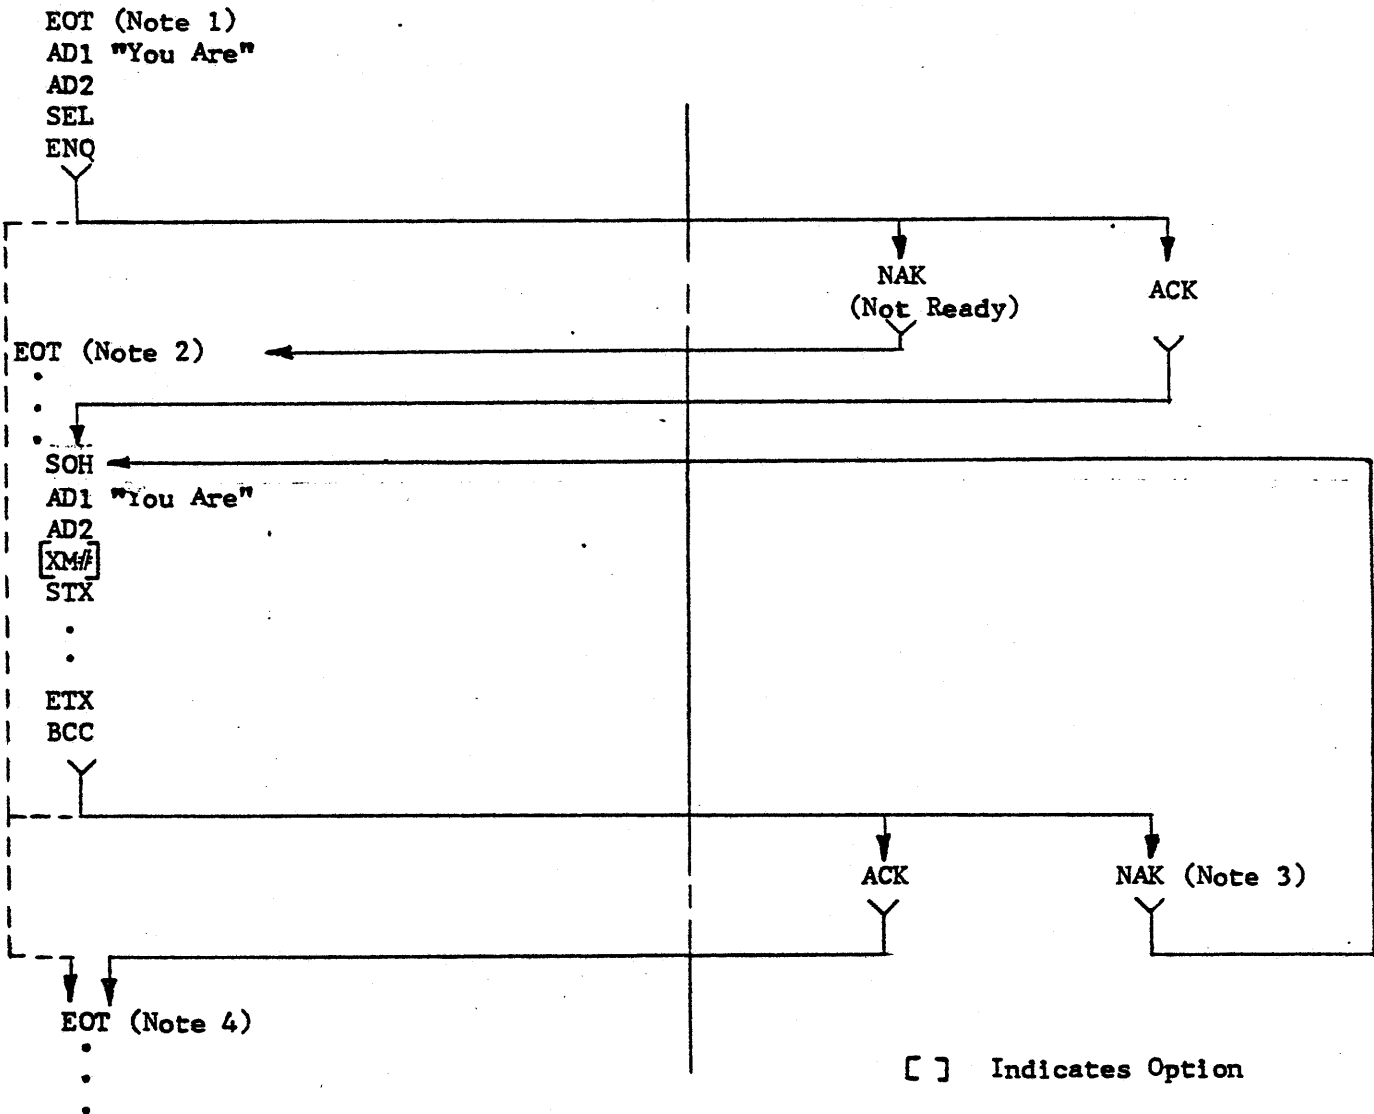 EOT (Note 1)
AD1 "You Are"
AD2
SEL
ENQ
NAK
(Not Ready)
ACK
EOT (Note 2)
SOH
AD1 "You Are"
AD2
[XM#]
STX
ETX
BCC
ACK
NAK (Note 3)
EOT (Note 4)
[ ] Indicates Option